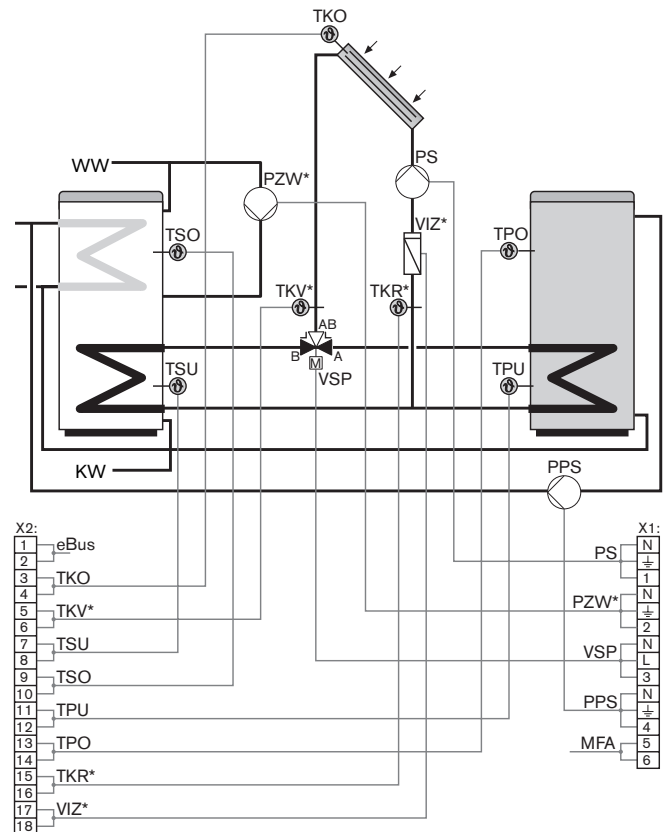 TKO
PS
WW
PZW*
VIZ*
TSO
TPO
TKV*
TKR*
AB
B
A
M
VSP
TSU
TPU
KW
PPS
X2:
1
2
eBus
3
4
TKO
5
6
TKV*
7
8
TSU
9
10
TSO
11
12
TPU
13
14
TPO
15
16
TKR*
17
18
VIZ*
X1:
PS
N
1
PZW*
N
2
VSP
N
L
3
PPS
N
4
MFA
5
6